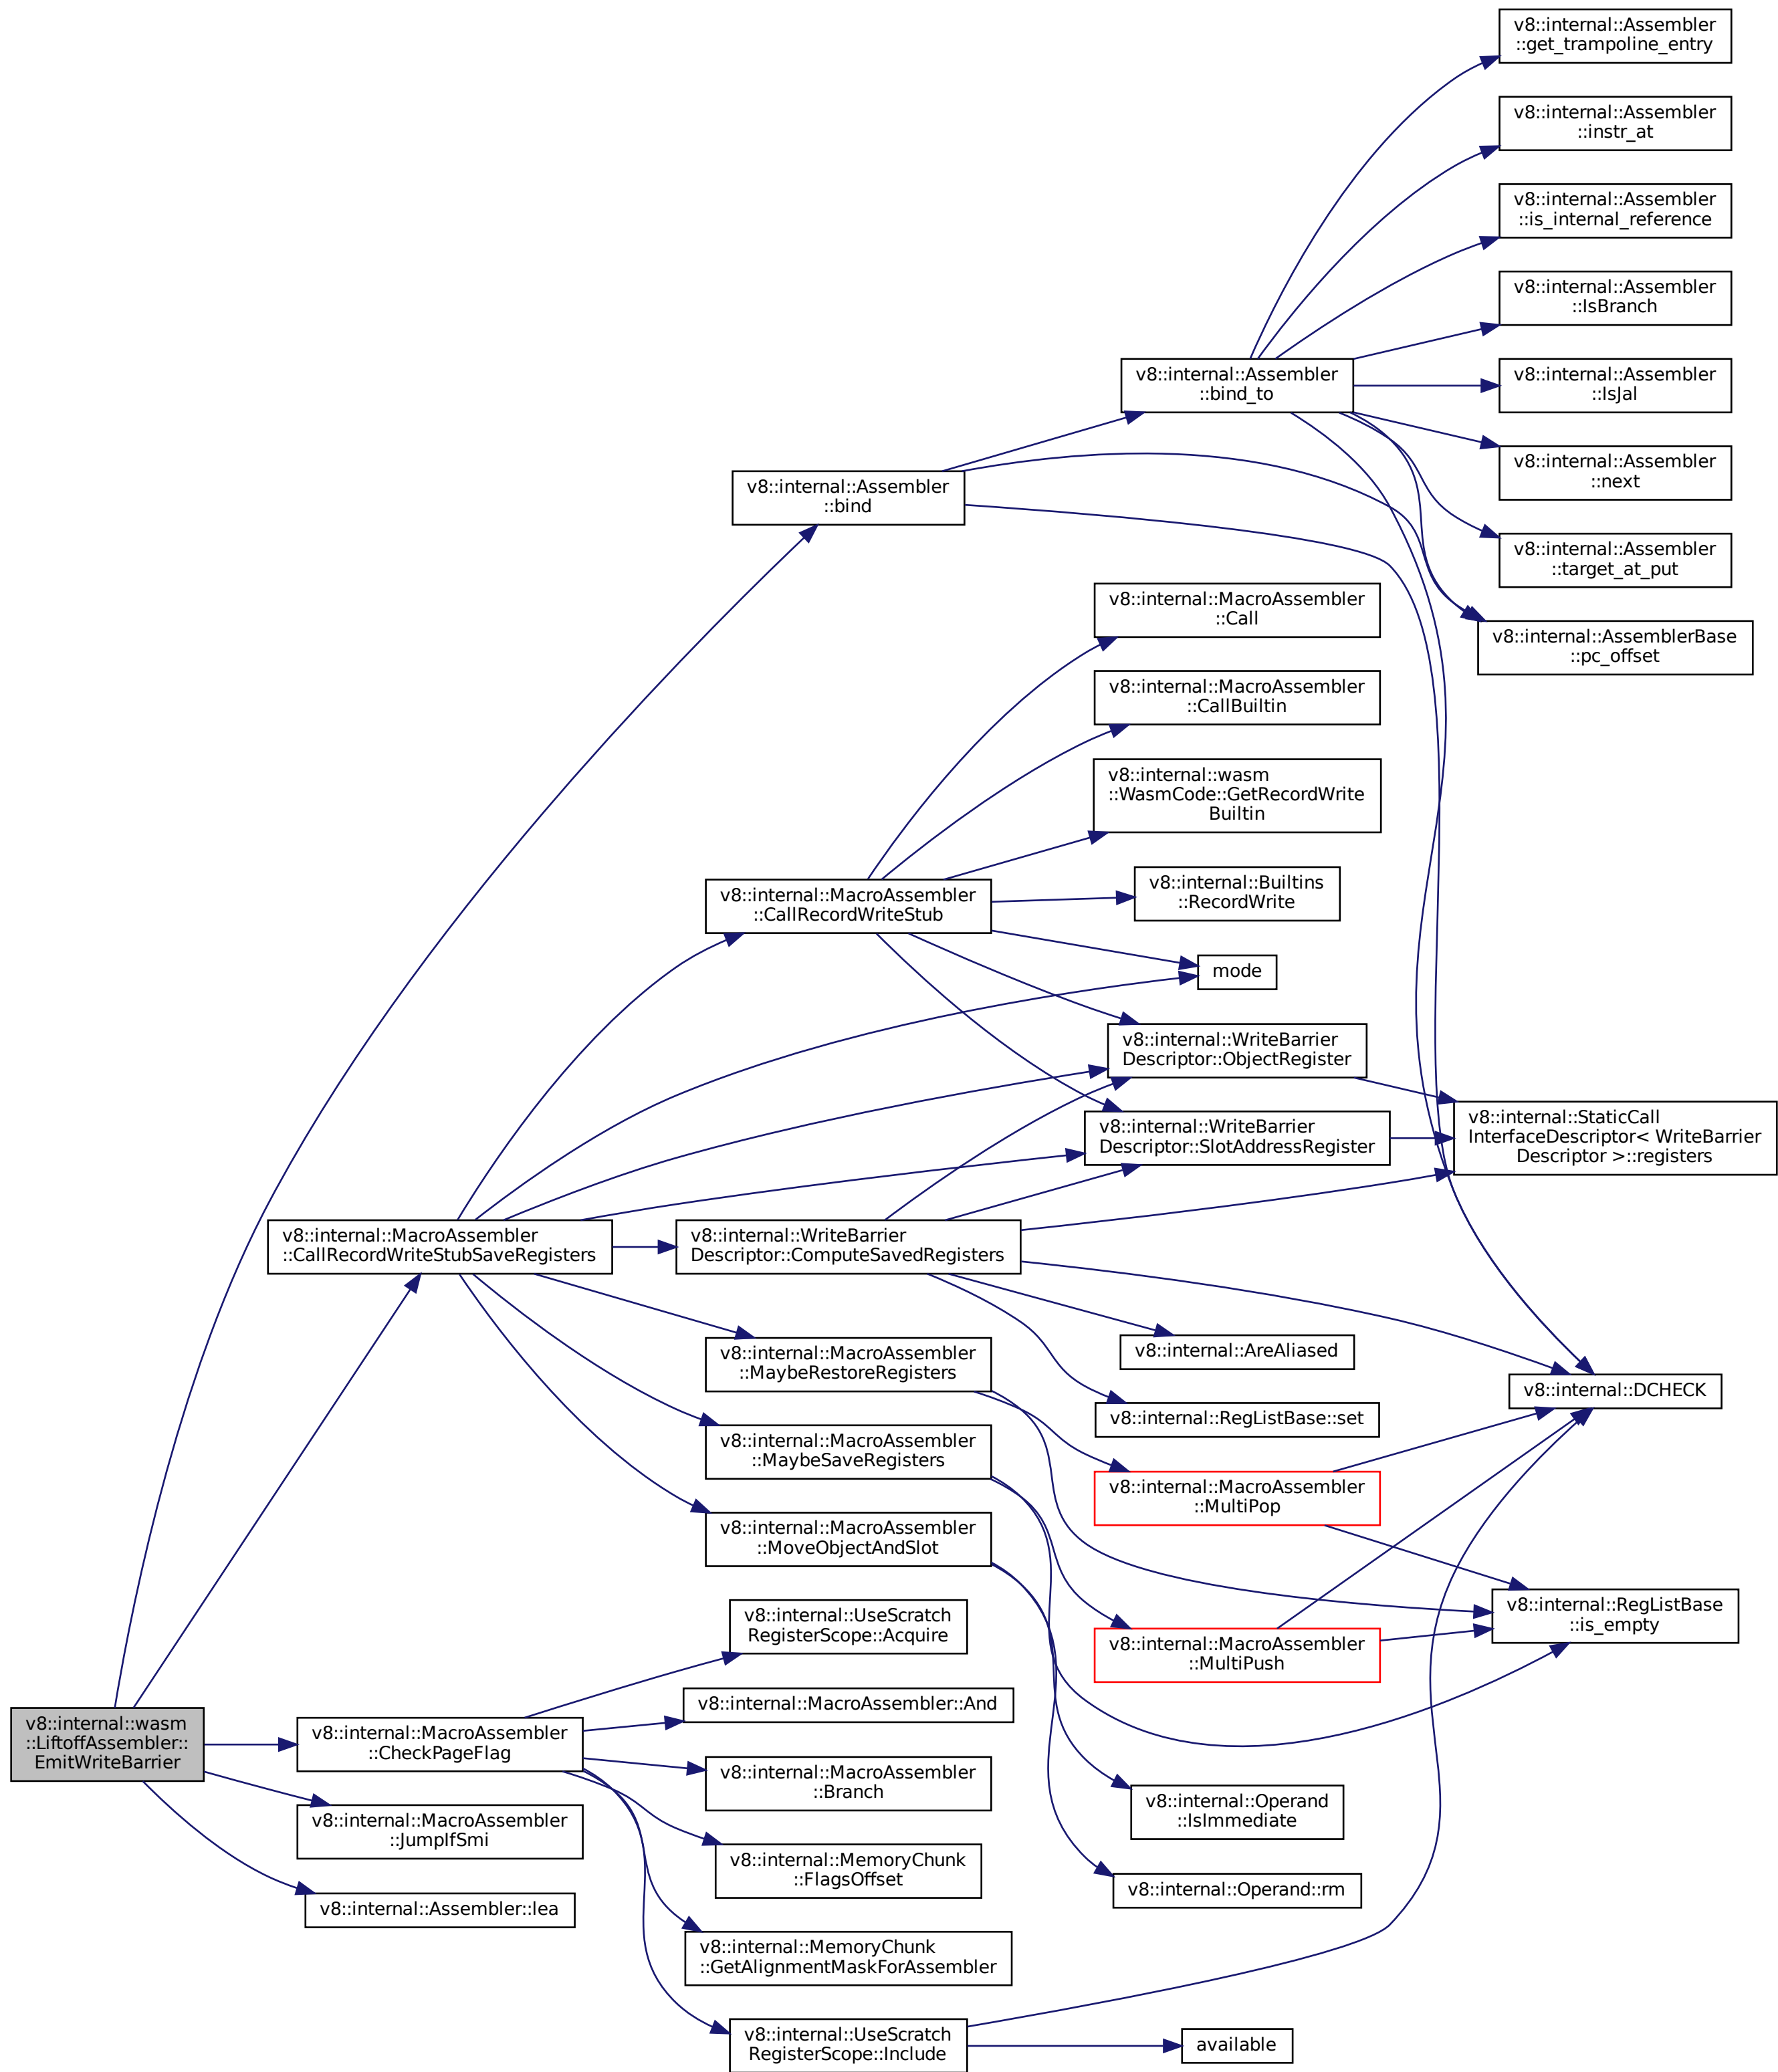 v8::internal::Assembler
::get_trampoline_entry
v8::internal::Assembler
::instr_at
v8::internal::Assembler
::is_internal_reference
v8::internal::Assembler
::IsBranch
v8::internal::Assembler
::bind_to
v8::internal::Assembler
::IsJal
v8::internal::Assembler
::next
v8::internal::Assembler
::bind
v8::internal::Assembler
::target_at_put
v8::internal::MacroAssembler
::Call
v8::internal::AssemblerBase
::pc_offset
v8::internal::MacroAssembler
::CallBuiltin
v8::internal::wasm
::WasmCode::GetRecordWrite
Builtin
v8::internal::MacroAssembler
::CallRecordWriteStub
v8::internal::Builtins
::RecordWrite
mode
v8::internal::WriteBarrier
Descriptor::ObjectRegister
v8::internal::WriteBarrier
Descriptor::SlotAddressRegister
v8::internal::StaticCall
InterfaceDescriptor< WriteBarrier
Descriptor >::registers
v8::internal::MacroAssembler
::CallRecordWriteStubSaveRegisters
v8::internal::WriteBarrier
Descriptor::ComputeSavedRegisters
v8::internal::AreAliased
v8::internal::MacroAssembler
::MaybeRestoreRegisters
v8::internal::DCHECK
v8::internal::RegListBase::set
v8::internal::MacroAssembler
::MaybeSaveRegisters
v8::internal::MacroAssembler
::MultiPop
v8::internal::MacroAssembler
::MoveObjectAndSlot
v8::internal::RegListBase
::is_empty
v8::internal::UseScratch
RegisterScope::Acquire
v8::internal::MacroAssembler
::MultiPush
v8::internal::MacroAssembler::And
v8::internal::wasm
::LiftoffAssembler::
EmitWriteBarrier
v8::internal::MacroAssembler
::CheckPageFlag
v8::internal::MacroAssembler
::Branch
v8::internal::Operand
::IsImmediate
v8::internal::MacroAssembler
::JumpIfSmi
v8::internal::MemoryChunk
::FlagsOffset
v8::internal::Operand::rm
v8::internal::Assembler::lea
v8::internal::MemoryChunk
::GetAlignmentMaskForAssembler
v8::internal::UseScratch
RegisterScope::Include
available